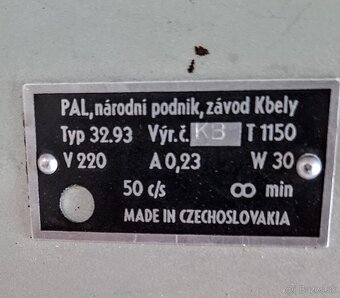 PAL, národní podnik, závod Kbely
Typ 32.93 Výr. č. KB T 1150
V 220 A 0,23 W 30
50 c/s ∞ min
MADE IN CZECHOSLOVAKIA